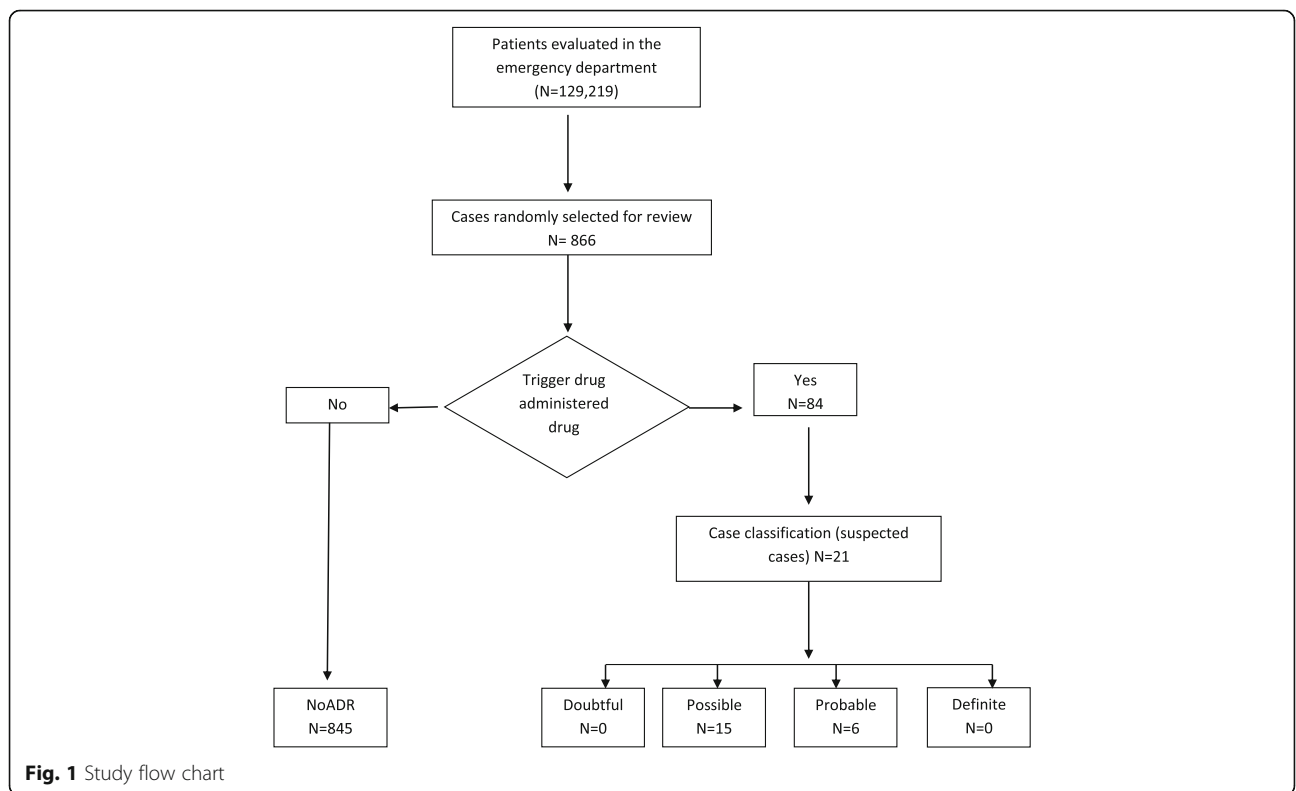 Patients evaluated in the
emergency department
(N=129,219)
Cases randomly selected for review
N= 866
Trigger drug
administered
drug
No
Yes
N=84
Case classification (suspected
cases) N=21
NoADR
N=845
Doubtful
N=0
Possible
N=15
Probable
N=6
Definite
N=0
Fig. 1 Study flow chart